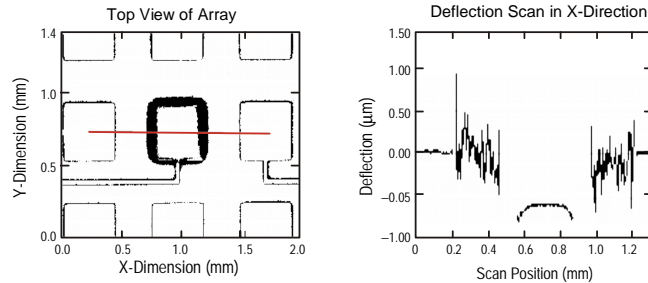 Top View of Array
1.4
1.0
0.5
0.0
Y-Dimension (mm)
0.0 0.5 1.0 1.5 2.0
X-Dimension (mm)
Deflection Scan in X-Direction
1.50
1.00
0.50
0.00
−0.05
−1.00
Deflection (μm)
0 0.2 0.4 0.6 0.8 1.0 1.2
Scan Position (mm)